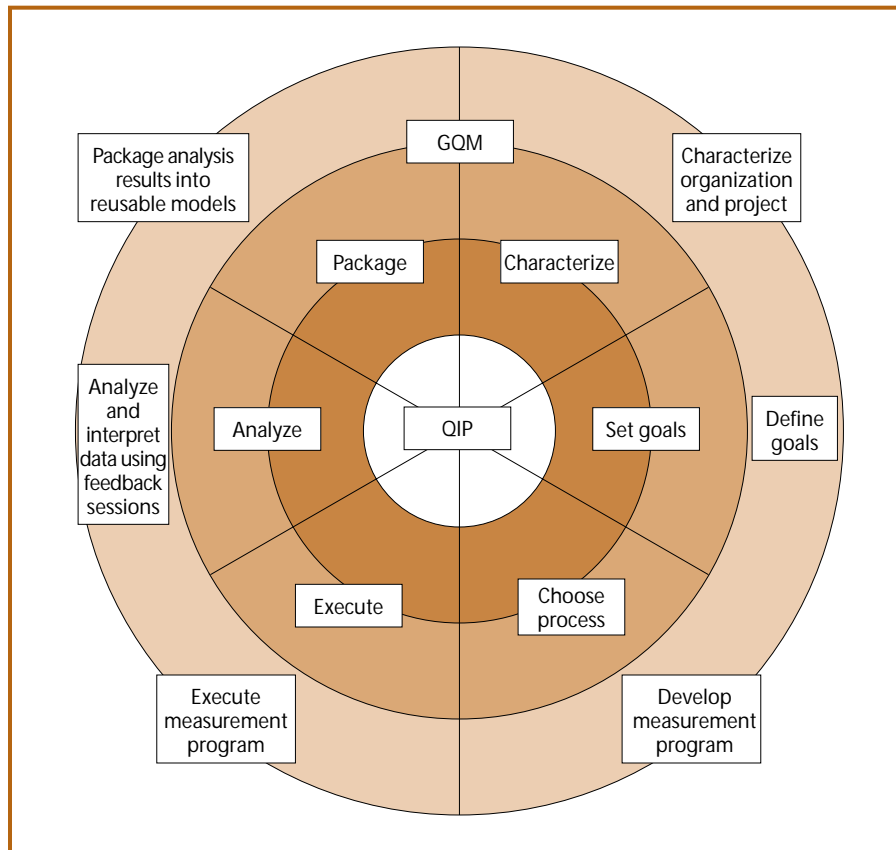 GQM
Package analysis
results into
reusable models
Characterize
organization
and project
Package
Characterize
Analyze
and
interpret
data using
feedback
sessions
Analyze
QIP
Set goals
Define
goals
Execute
Choose
process
Execute
measurement
program
Develop
measurement
program